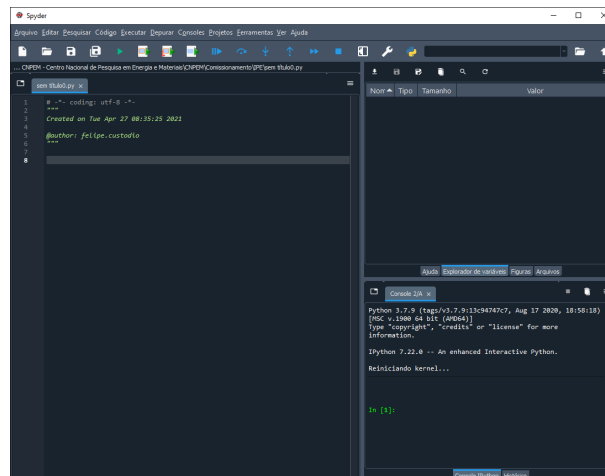 Spyder
Arquivo Editar Pesquisar Código Executar Depurar Consoles Projetos Ferramentas Ver Ajuda
... CNPEM - Centro Nacional de Pesquisa em Energia e Materiais\CNPEM\Comissionamento\IPE\sem título0.py
sem título0.py
1 # -*- coding: utf-8 -*-
2 """
3 Created on Tue Apr 27 08:35:25 2021
4
5 @author: felipe.custodio
6 """
7
8
Nom Tipo Tamanho Valor
Ajuda Explorador de variáveis Figuras Arquivos
Console 2/A
Python 3.7.9 (tags/v3.7.9:13c94747c7, Aug 17 2020, 18:58:18)
[MSC v.1900 64 bit (AMD64)]
Type "copyright", "credits" or "license" for more
information.
IPython 7.22.0 -- An enhanced Interactive Python.
Reiniciando kernel...
In [1]:
Console IPython Histórico